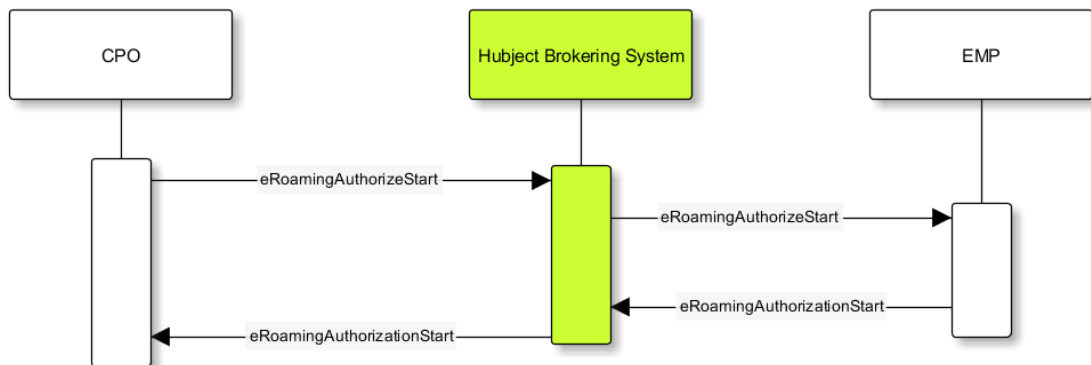 CPO
Hubject Brokering System
EMP
eRoamingAuthorizeStart
eRoamingAuthorizeStart
eRoamingAuthorizationStart
eRoamingAuthorizationStart